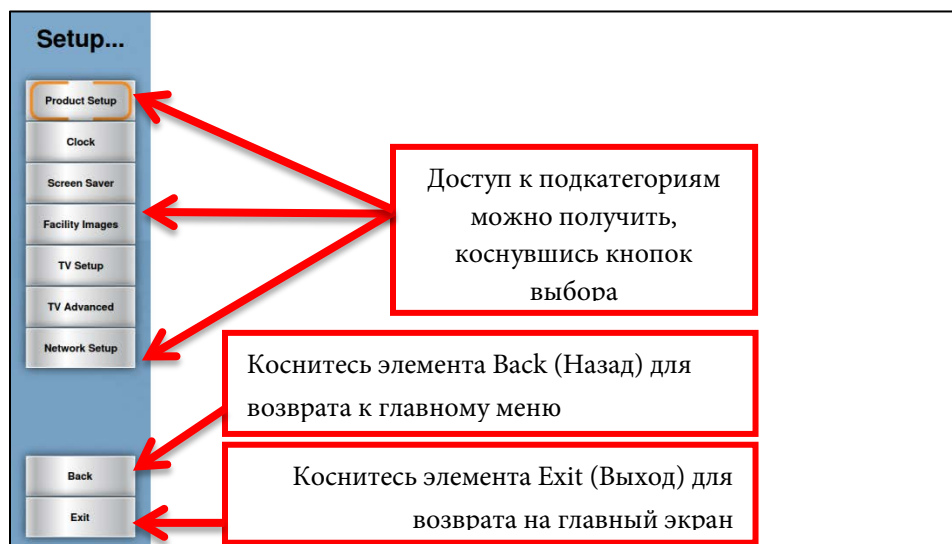 Setup...
Product Setup
Clock
Screen Saver
Facility Images
TV Setup
TV Advanced
Network Setup
Back
Exit
Доступ к подкатегориям
можно получить,
коснувшись кнопок
выбора
Коснитесь элемента Back (Назад) для
возврата к главному меню
Коснитесь элемента Exit (Выход) для
возврата на главный экран